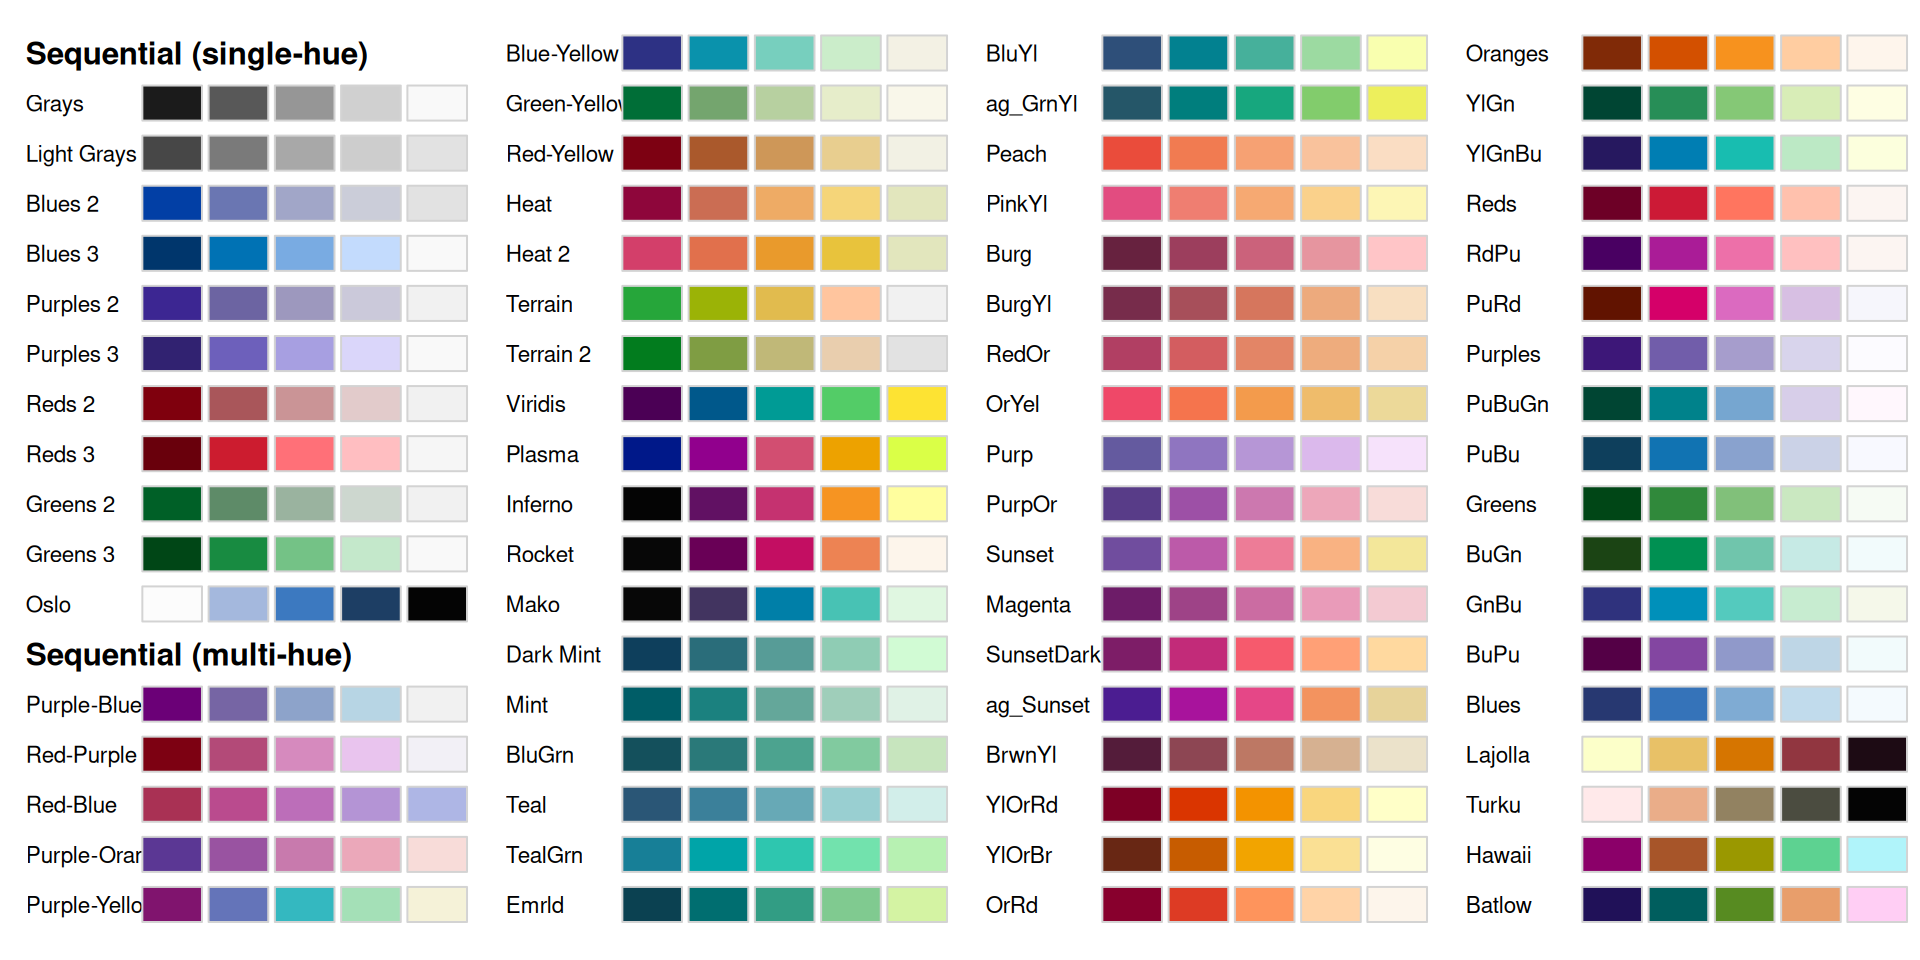 Sequential (single-hue)
Grays
Light Grays
Blues 2
Blues 3
Purples 2
Purples 3
Reds 2
Reds 3
Greens 2
Greens 3
Oslo
Sequential (multi-hue)
Purple-Blue
Red-Purple
Red-Blue
Purple-Oran
Purple-Yello
Blue-Yellow
Green-Yellow
Red-Yellow
Heat
Heat 2
Terrain
Terrain 2
Viridis
Plasma
Inferno
Rocket
Mako
Dark Mint
Mint
BluGrn
Teal
TealGrn
Emrld
BluYl
ag_GrnYl
Peach
PinkYl
Burg
BurgYl
RedOr
OrYel
Purp
PurpOr
Sunset
Magenta
SunsetDark
ag_Sunset
BrwnYl
YlOrRd
YlOrBr
OrRd
Oranges
YlGn
YlGnBu
Reds
RdPu
PuRd
Purples
PuBuGn
PuBu
Greens
BuGn
GnBu
BuPu
Blues
Lajolla
Turku
Hawaii
Batlow